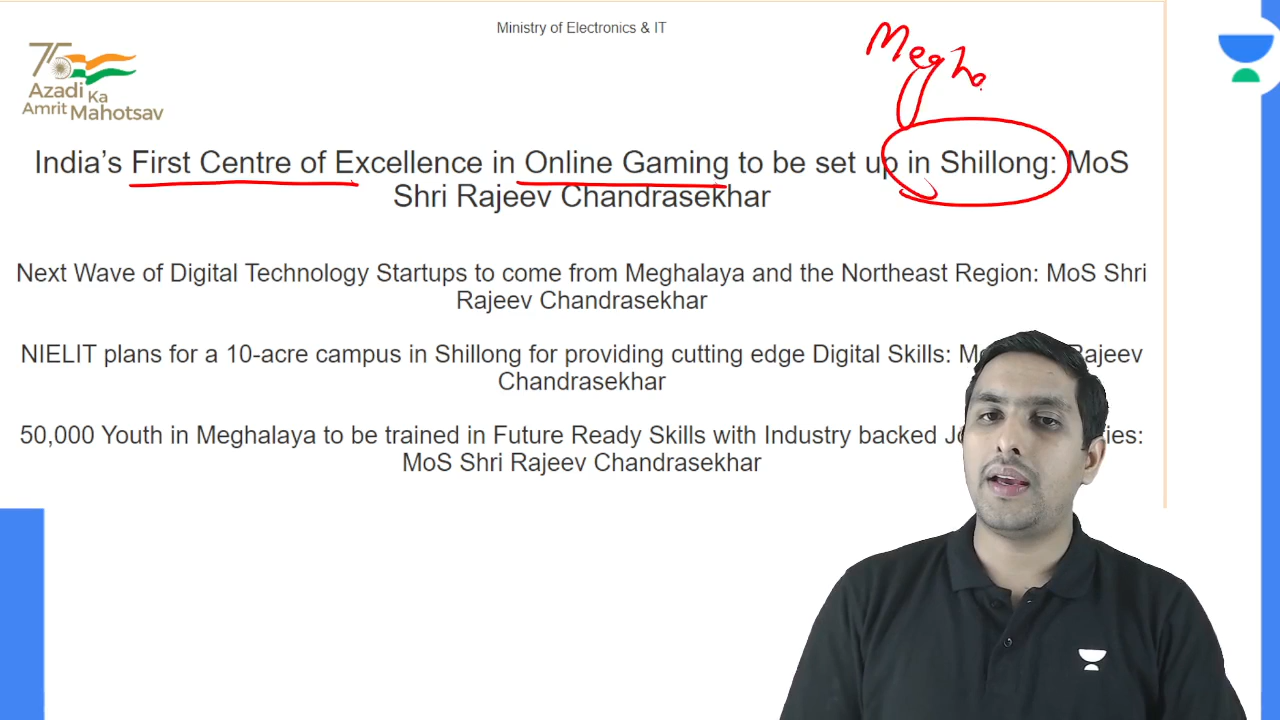 Ministry of Electronics & IT
Megha
75
Azadi
Ka
Amrit Mahotsav
India's First Centre of Excellence in Online Gaming to be set up in Shillong: MoS
Shri Rajeev Chandrasekhar
Next Wave of Digital Technology Startups to come from Meghalaya and the Northeast Region: MoS Shri
Rajeev Chandrasekhar
NIELIT plans for a 10-acre campus in Shillong for providing cutting edge Digital Skills: Rajeev
Chandrasekhar
50,000 Youth in Meghalaya to be trained in Future Ready Skills with Industry backed
MoS Shri Rajeev Chandrasekhar